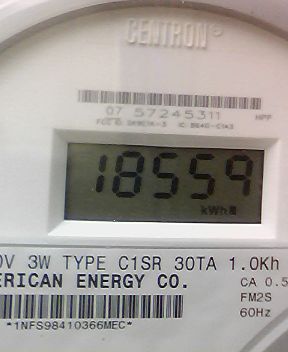 CENTRON®
07 57245311 HPF
18559
kWh
0V 3W TYPE C1SR 30TA 1.0Kh
ERICAN ENERGY CO. CA 0.5
FM2S
*1NFS98410366MEC* 60Hz